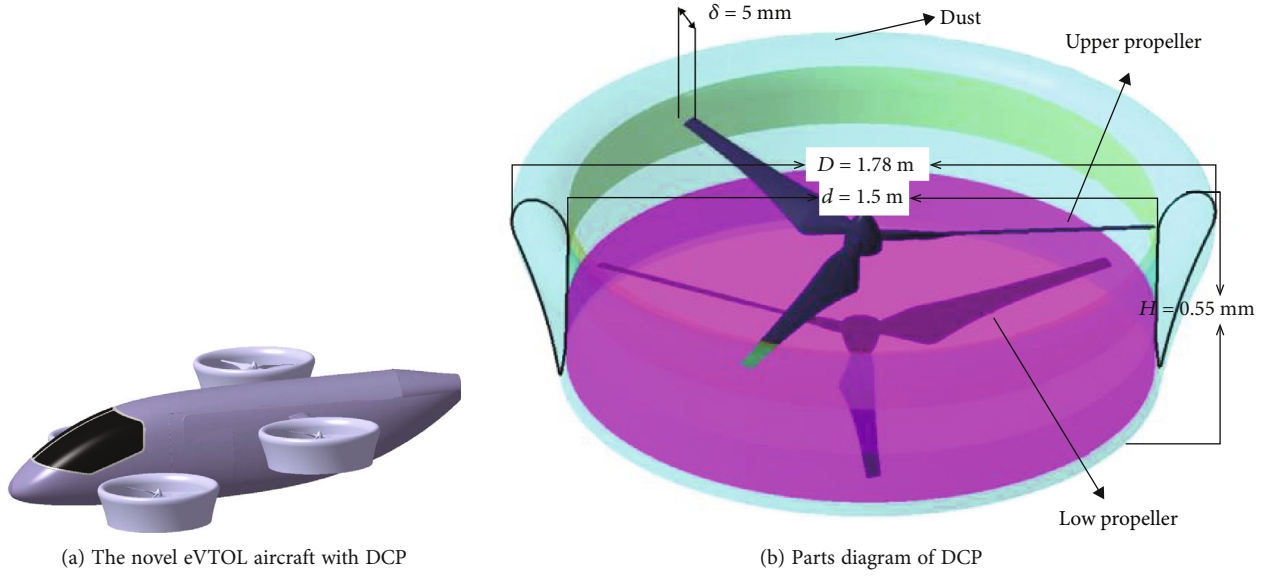 δ = 5 mm
Dust
Upper propeller
D = 1.78 m
d = 1.5 m
H = 0.55 mm
Low propeller
(a) The novel eVTOL aircraft with DCP
(b) Parts diagram of DCP